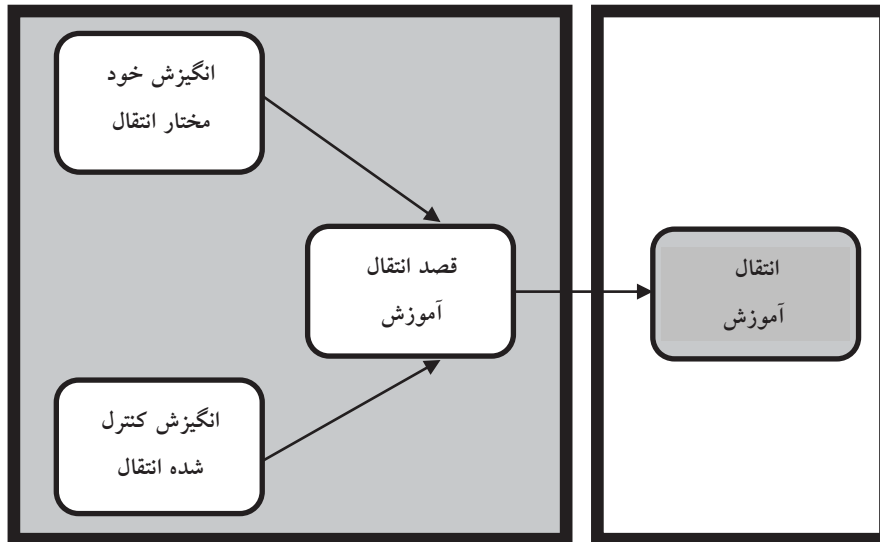 انگیزش خود
مختار انتقال
قصد انتقال
آموزش
انتقال
آموزش
انگیزش کنترل
شده انتقال